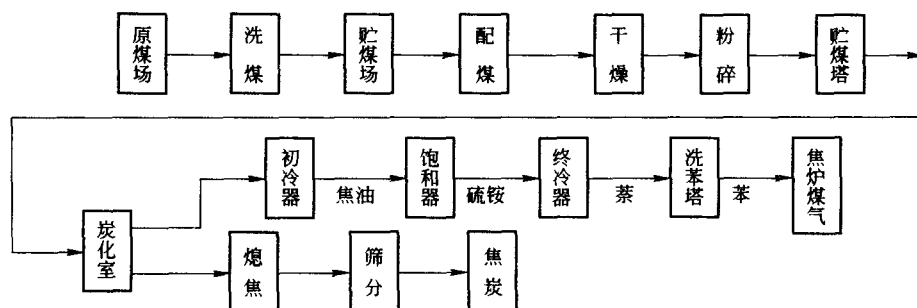 原煤场
洗煤
贮煤场
配煤
干燥
粉碎
贮煤塔
初冷器
焦油
饱和器
硫铵
终冷器
萘
洗苯塔
苯
焦炉煤气
炭化室
熄焦
筛分
焦炭